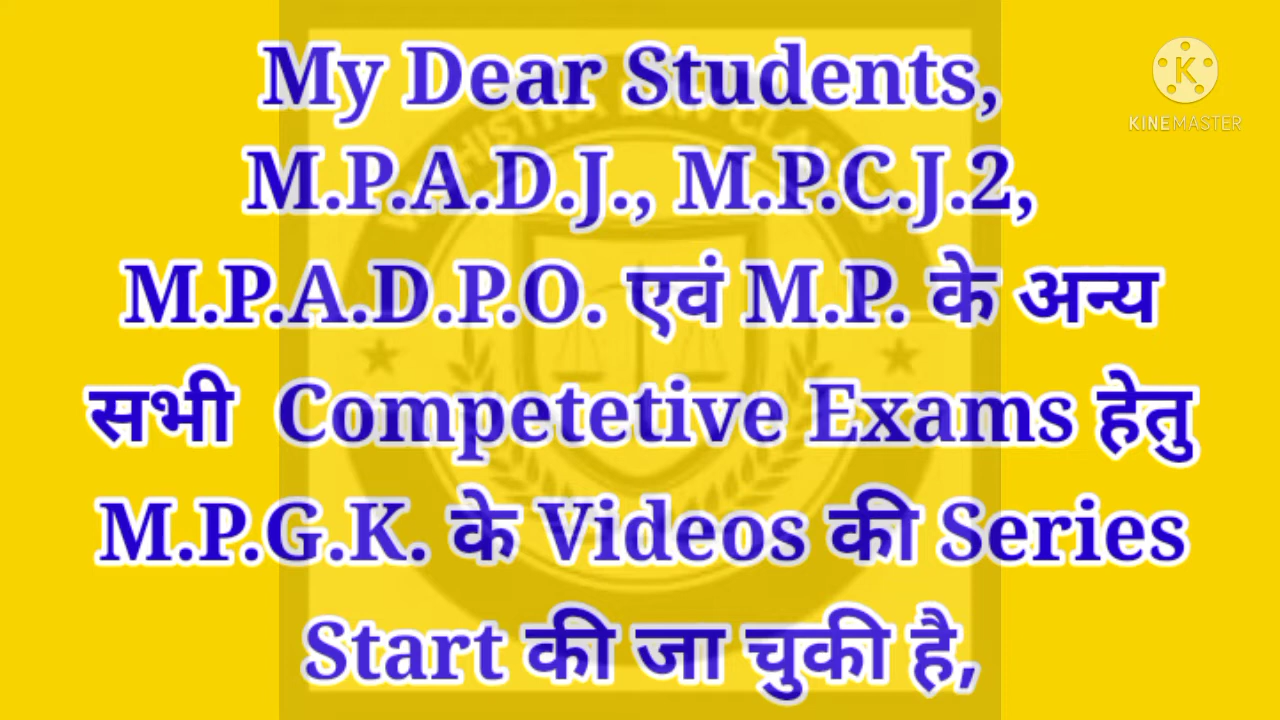 My Dear Students,
M.P.A.D.J., M.P.C.J.2,
M.P.A.D.P.O. एवं M.P. के अन्य
सभी Competetive Exams हेतु
M.P.G.K. के Videos की Series
Start की जा चुकी है,
K
KINEMASTER